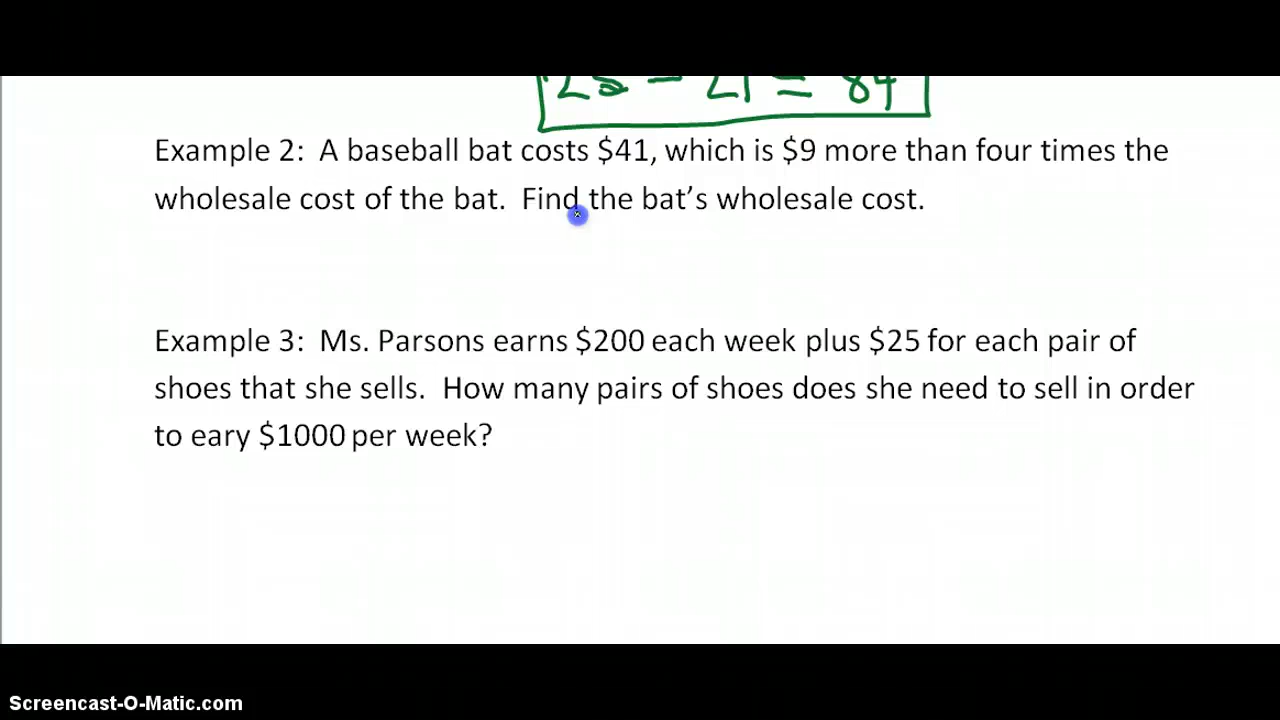 = 84
Example 2: A baseball bat costs $41, which is $9 more than four times the
wholesale cost of the bat. Find the bat’s wholesale cost.
Example 3: Ms. Parsons earns $200 each week plus $25 for each pair of
shoes that she sells. How many pairs of shoes does she need to sell in order
to eary $1000 per week?
Screencast-O-Matic.com